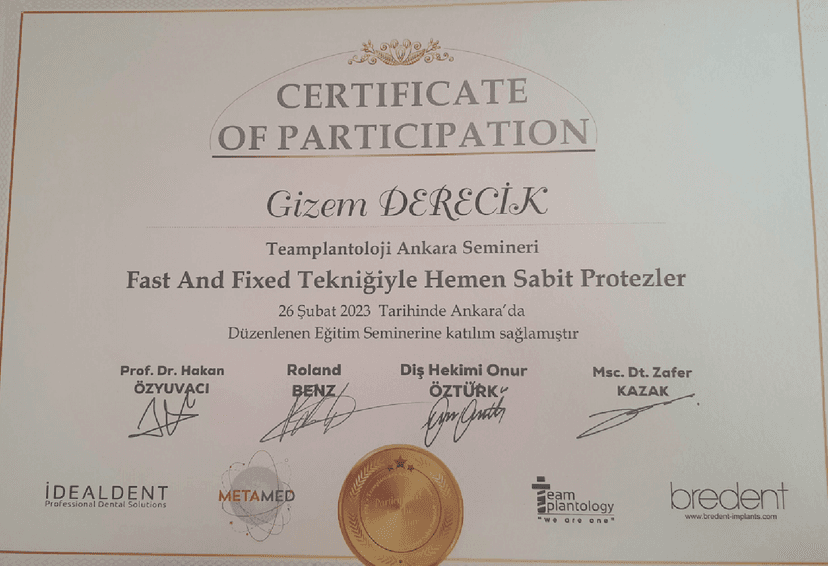 CERTIFICATE
OF PARTICIPATION
Gizem DERECİK
Teamplantoloji Ankara Semineri
Fast And Fixed Tekniğiyle Hemen Sabit Protezler
26 Şubat 2023 Tarihinde Ankara'da
Düzenlenen Eğitim Seminerine katılım sağlamıştır
Prof. Dr. Hakan
ÖZYUVACI
Roland
BENZ
Diş Hekimi Onur
ÖZTÜRK
Msc. Dt. Zafer
KAZAK
İDEALDENT
Professional Dental Solutions
METAMED
Team
plantology
"we are one"
bredent
www.bredent-implants.com